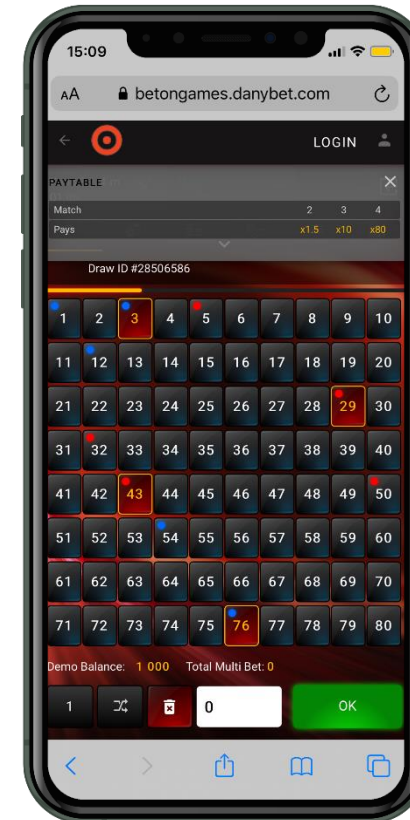 15:09
AA betongames.danybet.com
LOGIN
PAYTABLE
Match 2 3 4
Pays x1.5 x10 x80
Draw ID #28506586
1 2 3 4 5 6 7 8 9 10
11 12 13 14 15 16 17 18 19 20
21 22 23 24 25 26 27 28 29 30
31 32 33 34 35 36 37 38 39 40
41 42 43 44 45 46 47 48 49 50
51 52 53 54 55 56 57 58 59 60
61 62 63 64 65 66 67 68 69 70
71 72 73 74 75 76 77 78 79 80
Demo Balance: 1 000 Total Multi Bet: 0
1 0 OK